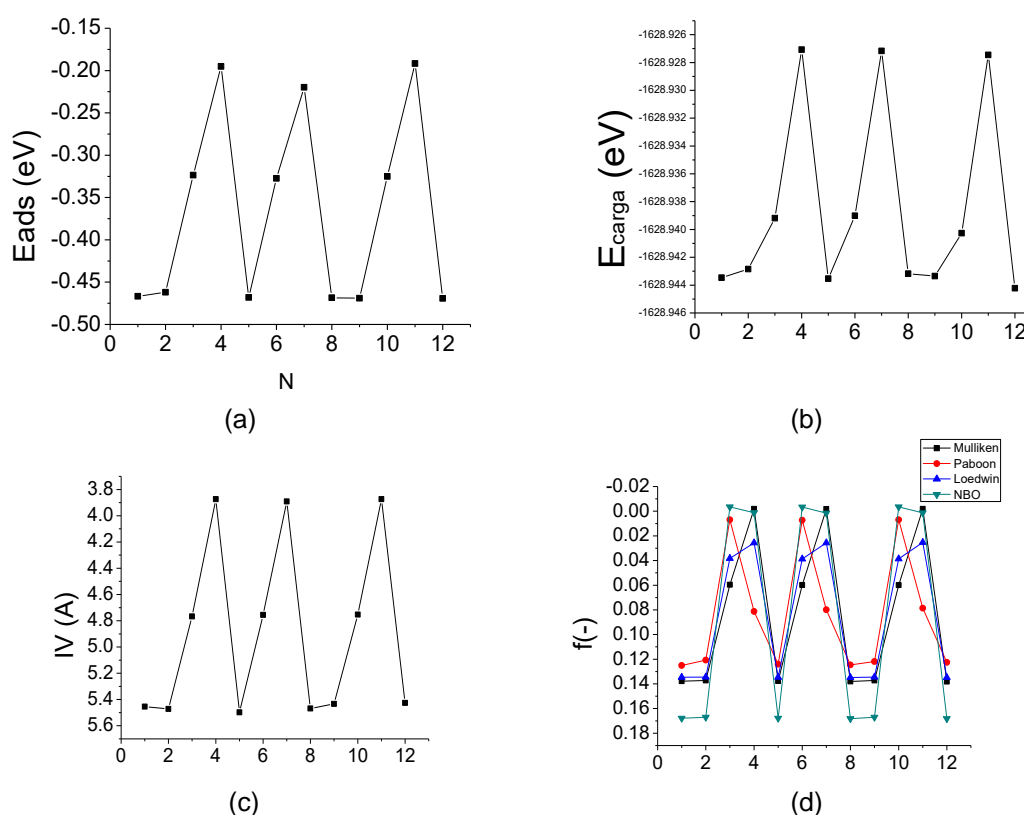 -0.15
-0.20
-0.25
-0.30
-0.35
-0.40
-0.45
-0.50
Eads (eV)
0 2 4 6 8 10 12
N
(a)
-1628.926
-1628.928
-1628.930
-1628.932
-1628.934
-1628.936
-1628.938
-1628.940
-1628.942
-1628.944
-1628.946
Ecarga (eV)
0 2 4 6 8 10 12
(b)
3.8
4.0
4.2
4.4
4.6
4.8
5.0
5.2
5.4
5.6
IV (A)
0 2 4 6 8 10 12
(c)
Mulliken
Paboon
Loedwin
NBO
-0.02
0.00
0.02
0.04
0.06
0.08
0.10
0.12
0.14
0.16
0.18
f(-)
0 2 4 6 8 10 12
(d)